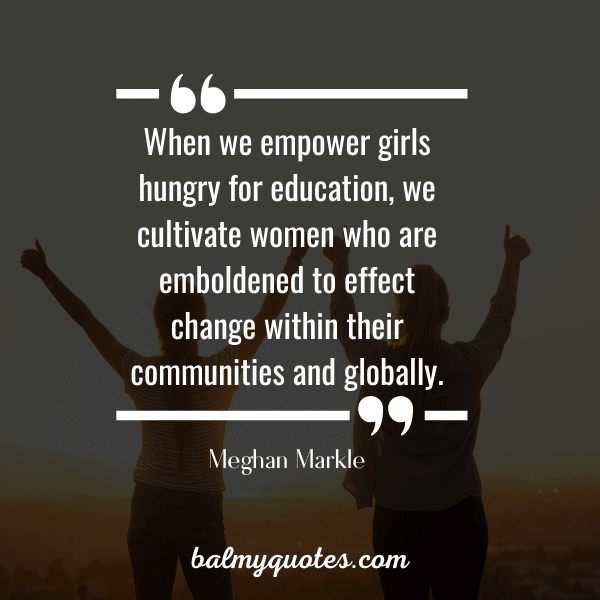 When we empower girls
hungry for education, we
cultivate women who are
emboldened to effect
change within their
communities and globally.
Meghan Markle
balmyquotes.com